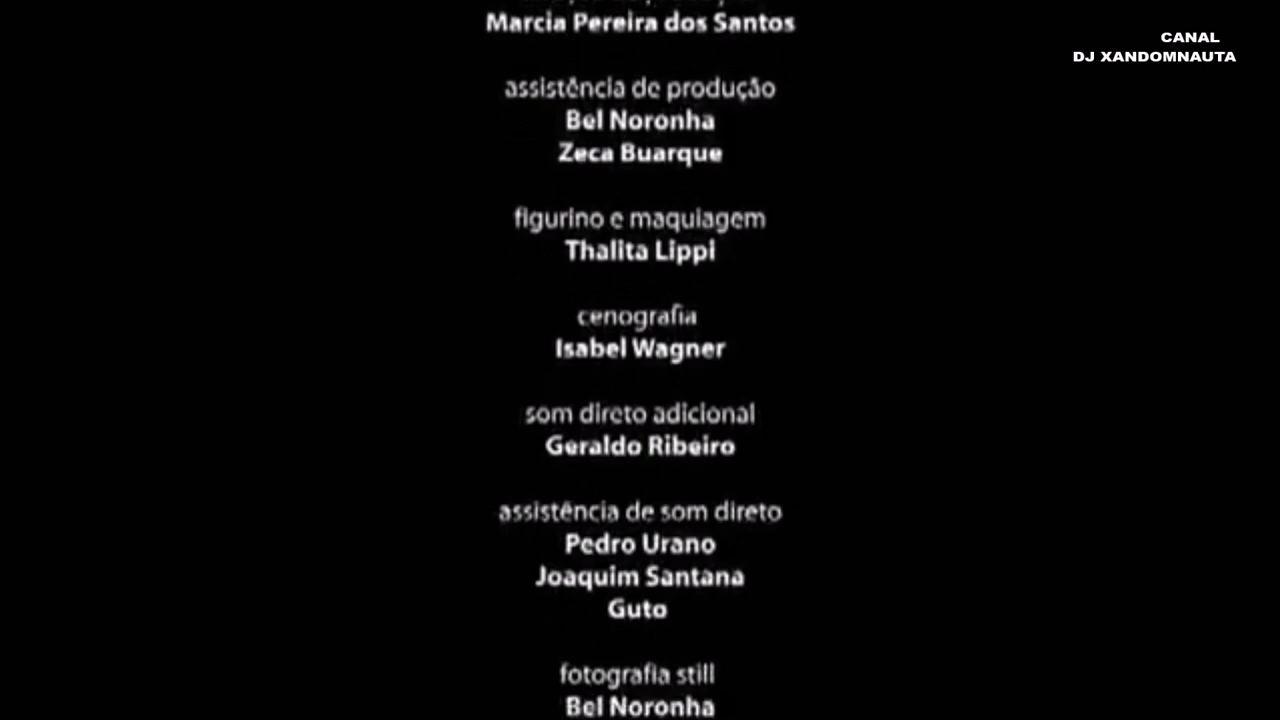 Marcia Pereira dos Santos
CANAL
DJ XANDOMNAUTA
assistência de produção
Bel Noronha
Zeca Buarque
figurino e maquiagem
Thalita Lippi
cenografia
Isabel Wagner
som direto adicional
Geraldo Ribeiro
assistência de som direto
Pedro Urano
Joaquim Santana
Guto
fotografia still
Bel Noronha